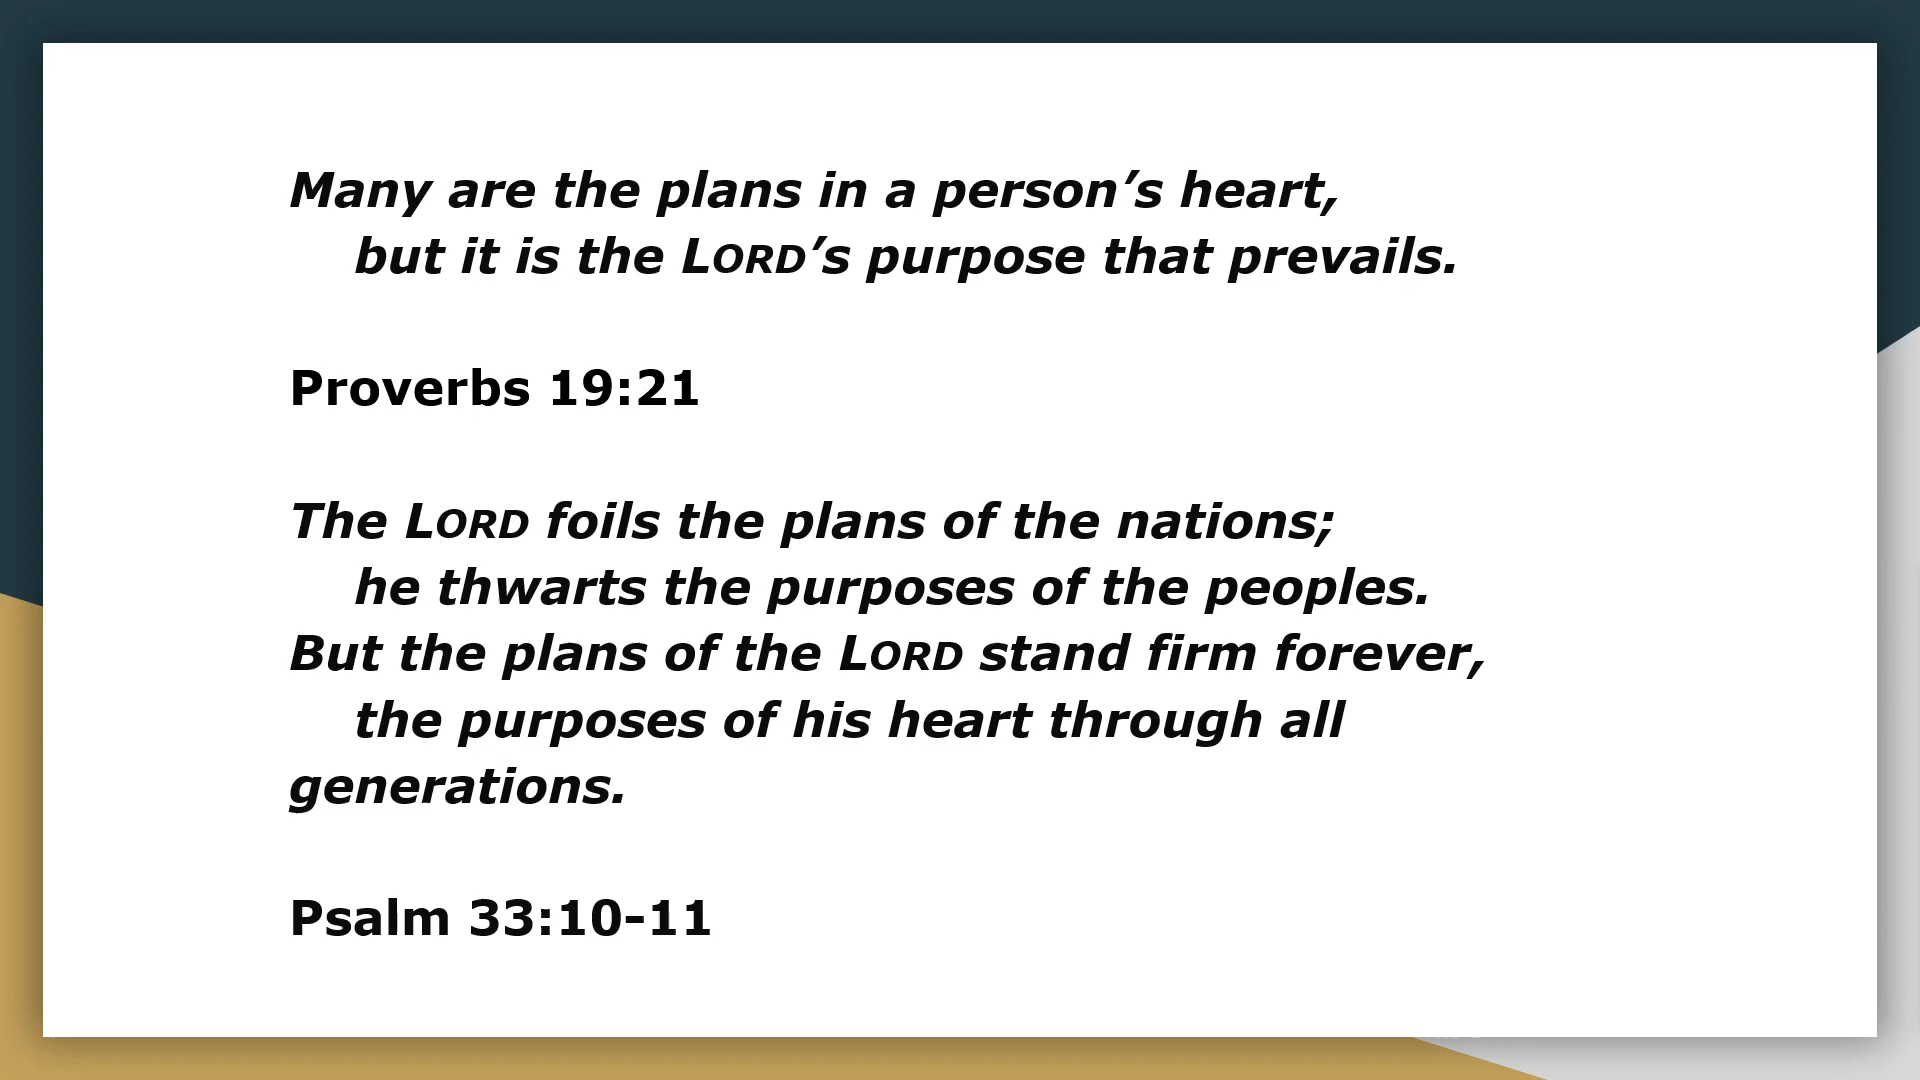 Many are the plans in a person’s heart,
but it is the LORD’s purpose that prevails.
Proverbs 19:21
The LORD foils the plans of the nations;
he thwarts the purposes of the peoples.
But the plans of the LORD stand firm forever,
the purposes of his heart through all
generations.
Psalm 33:10-11